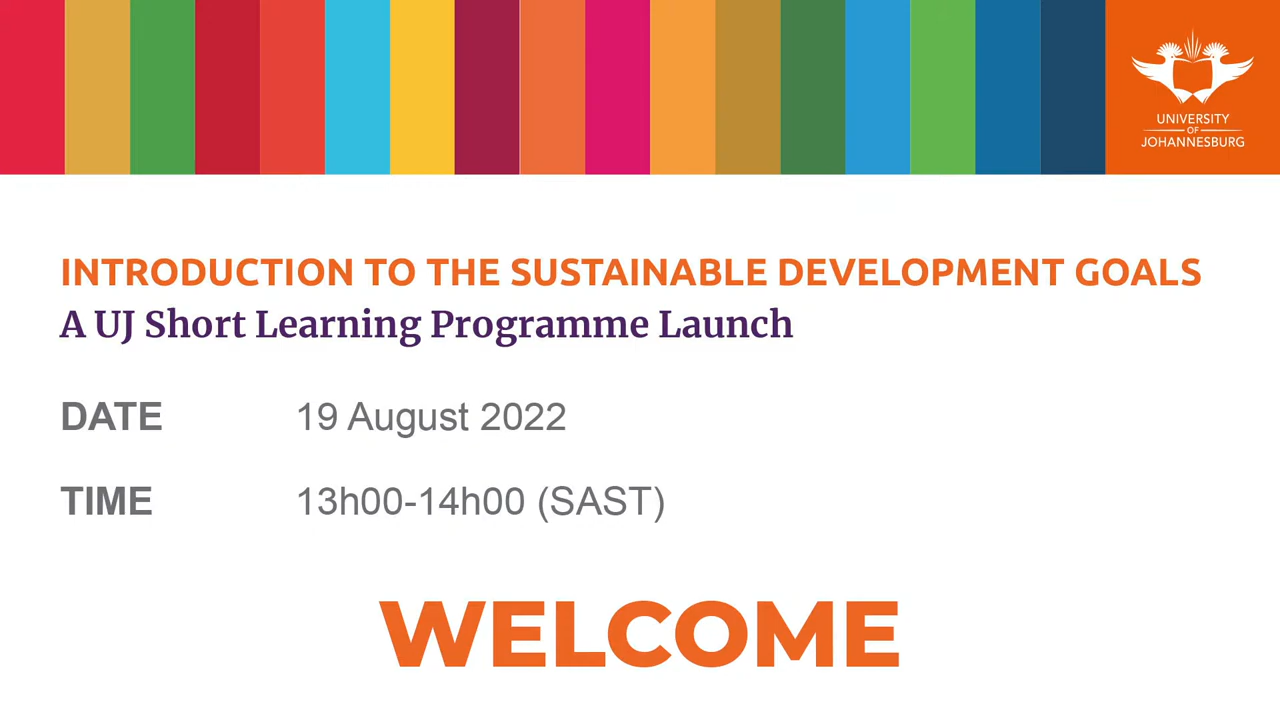 UNIVERSITY
OF
JOHANNESBURG
INTRODUCTION TO THE SUSTAINABLE DEVELOPMENT GOALS
A UJ Short Learning Programme Launch
DATE 19 August 2022
TIME 13h00-14h00 (SAST)
WELCOME